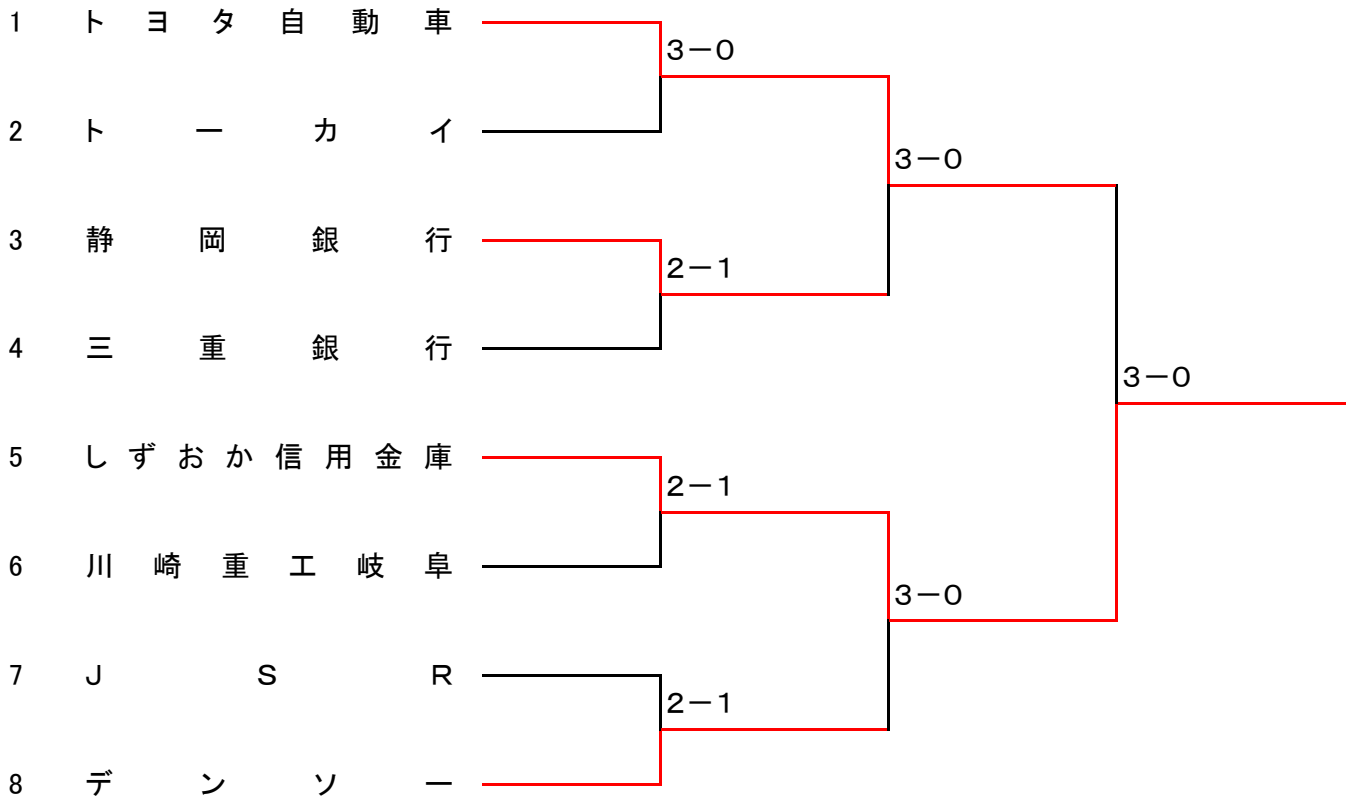 1 トヨタ自動車
3－0
2 トーカイ
3－0
3 静岡銀行
2－1
4 三重銀行
3－0
5 しずおか信用金庫
2－1
6 川崎重工岐阜
3－0
7 JSR
2－1
8 デンソー